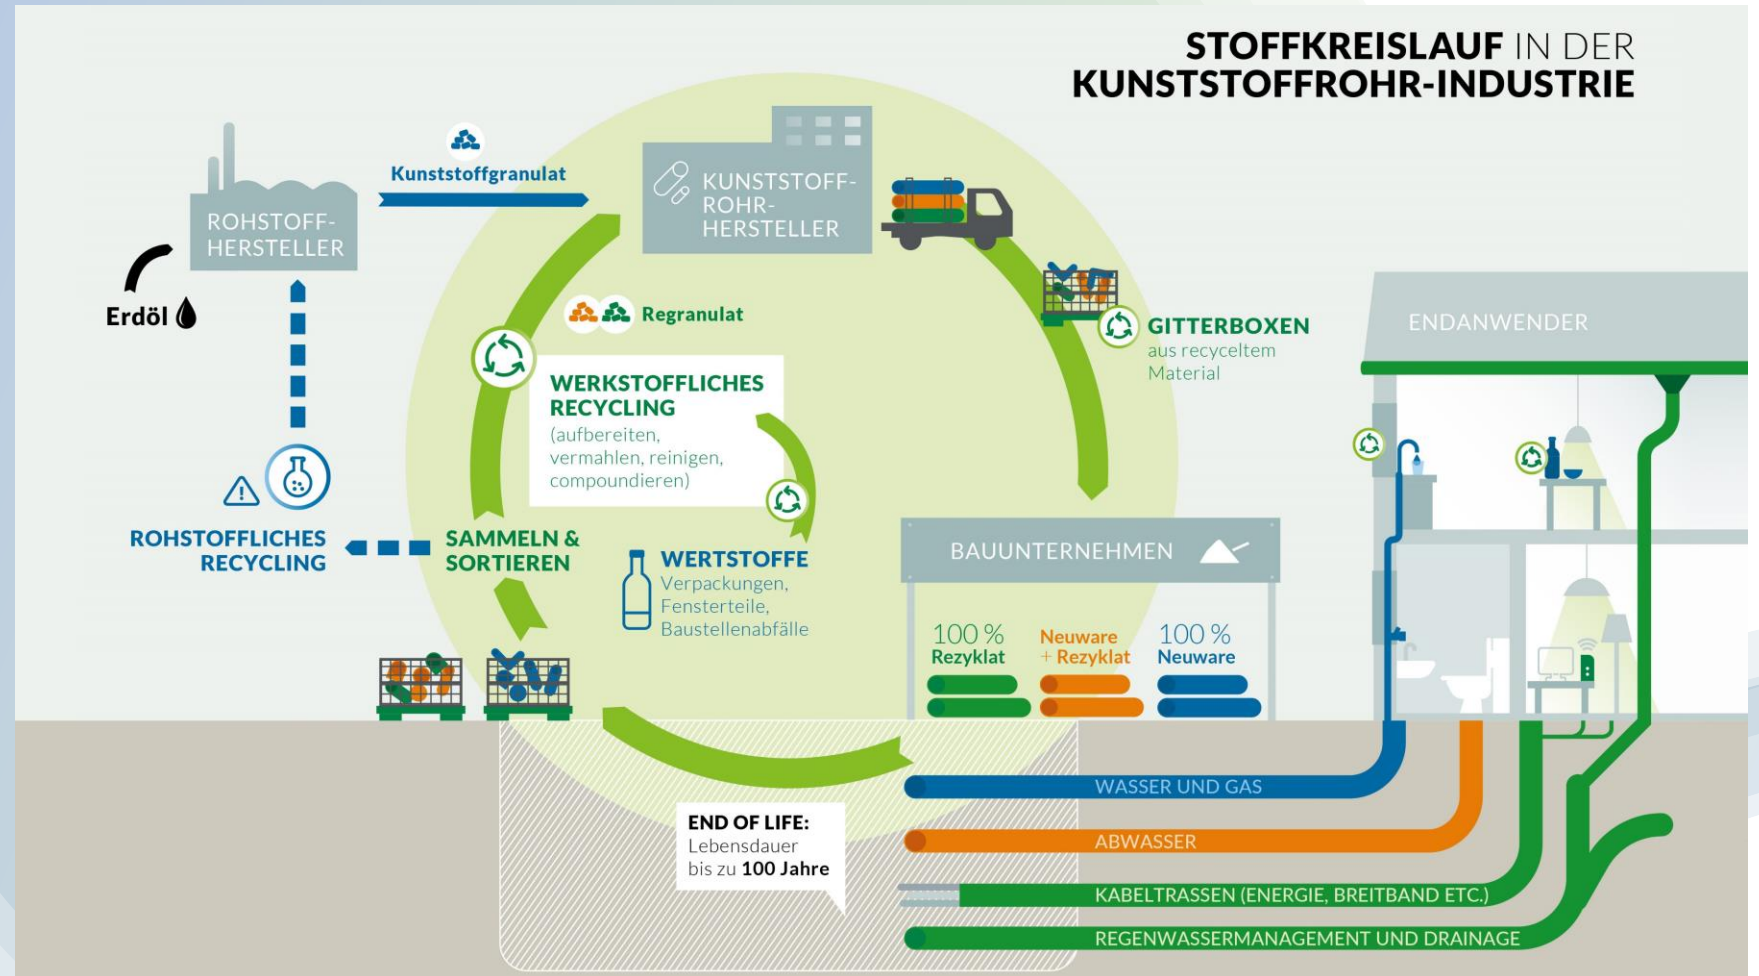 STOFFKREISLAUF IN DER
KUNSTSTOFFROHR-INDUSTRIE
Kunststoffgranulat
ROHSTOFF-
HERSTELLER
Erdöl
KUNSTSTOFF-
ROHR-
HERSTELLER
Regranulat
GITTERBOXEN
aus recyceltem
Material
ENDANWENDER
WERKSTOFFLICHES
RECYCLING
(aufbereiten,
vermahlen, reinigen,
compoundieren)
ROHSTOFFLICHES
RECYCLING
SAMMELN &
SORTIEREN
WERTSTOFFE
Verpackungen,
Fensterteile,
Baustellenabfälle
BAUUNTERNEHMEN
100 %
Rezyklat
Neuware
+ Rezyklat
100 %
Neuware
END OF LIFE:
Lebensdauer
bis zu 100 Jahre
WASSER UND GAS
ABWASSER
KABELTRASSEN (ENERGIE, BREITBAND ETC.)
REGENWASSERMANAGEMENT UND DRAINAGE